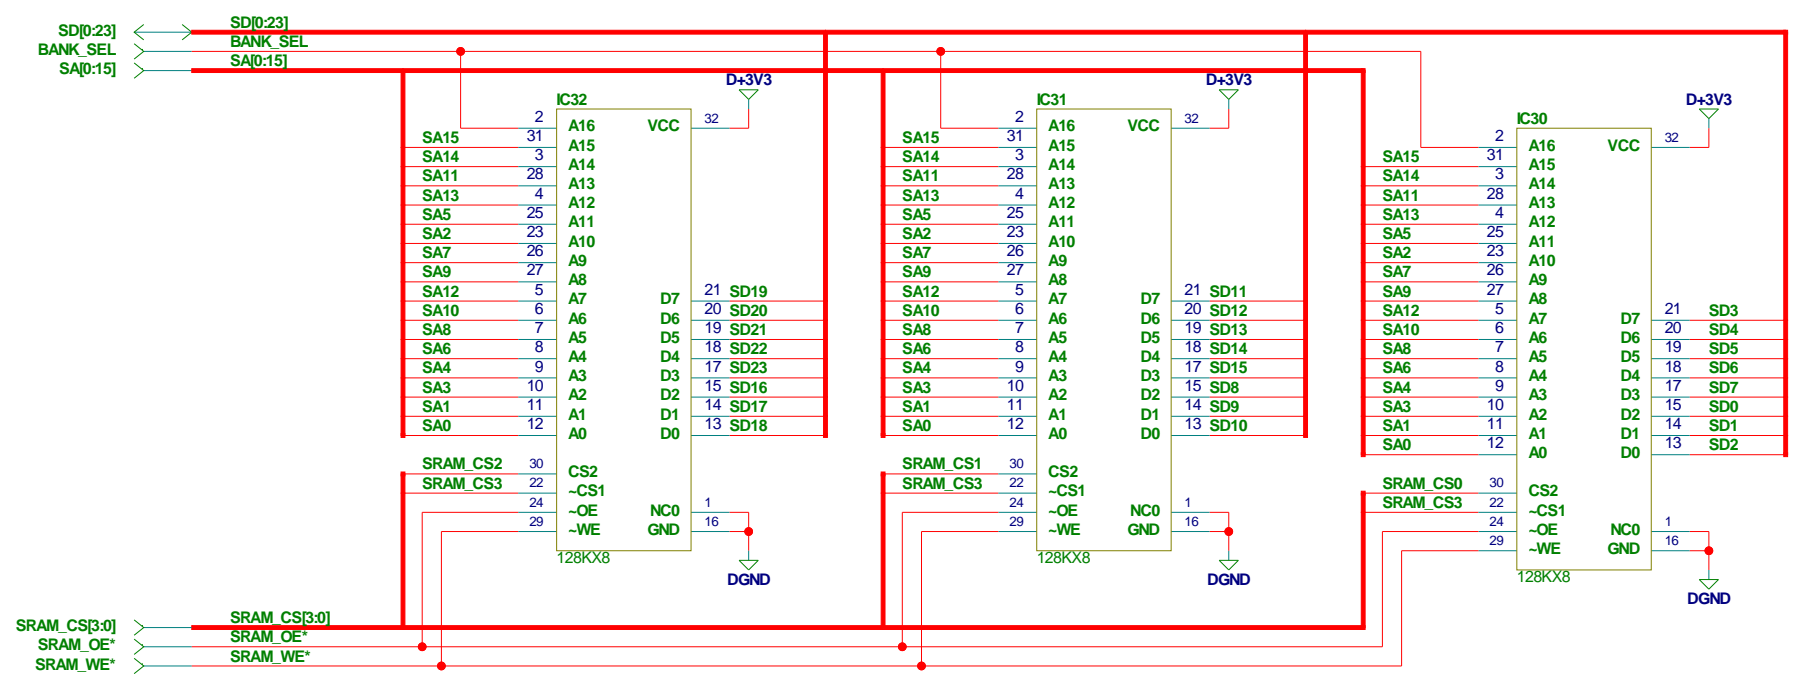 SD[0:23] SD[0:23]
BANK_SEL BANK_SEL
SA[0:15] SA[0:15]
D+3V3
IC32
2 A16 VCC 32
SA15 31 A15
SA14 3 A14
SA11 28 A13
SA13 4 A12
SA5 25 A11
SA2 23 A10
SA7 26 A9
SA9 27 A8
SA12 5 A7 D7 21 SD19
SA10 6 A6 D6 20 SD20
SA8 7 A5 D5 19 SD21
SA6 8 A4 D4 18 SD22
SA4 9 A3 D3 17 SD23
SA3 10 A2 D2 15 SD16
SA1 11 A1 D1 14 SD17
SA0 12 A0 D0 13 SD18
SRAM_CS2 30 CS2
SRAM_CS3 22 ~CS1
24 ~OE NC0 1
29 ~WE GND 16
128KX8
DGND
D+3V3
IC31
2 A16 VCC 32
SA15 31 A15
SA14 3 A14
SA11 28 A13
SA13 4 A12
SA5 25 A11
SA2 23 A10
SA7 26 A9
SA9 27 A8
SA12 5 A7 D7 21 SD11
SA10 6 A6 D6 20 SD12
SA8 7 A5 D5 19 SD13
SA6 8 A4 D4 18 SD14
SA4 9 A3 D3 17 SD15
SA3 10 A2 D2 15 SD8
SA1 11 A1 D1 14 SD9
SA0 12 A0 D0 13 SD10
SRAM_CS1 30 CS2
SRAM_CS3 22 ~CS1
24 ~OE NC0 1
29 ~WE GND 16
128KX8
DGND
D+3V3
IC30
2 A16 VCC 32
SA15 31 A15
SA14 3 A14
SA11 28 A13
SA13 4 A12
SA5 25 A11
SA2 23 A10
SA7 26 A9
SA9 27 A8
SA12 5 A7 D7 21 SD3
SA10 6 A6 D6 20 SD4
SA8 7 A5 D5 19 SD5
SA6 8 A4 D4 18 SD6
SA4 9 A3 D3 17 SD7
SA3 10 A2 D2 15 SD0
SA1 11 A1 D1 14 SD1
SA0 12 A0 D0 13 SD2
SRAM_CS0 30 CS2
SRAM_CS3 22 ~CS1
24 ~OE NC0 1
29 ~WE GND 16
128KX8
DGND
SRAM_CS[3:0] SRAM_CS[3:0]
SRAM_OE* SRAM_OE*
SRAM_WE* SRAM_WE*